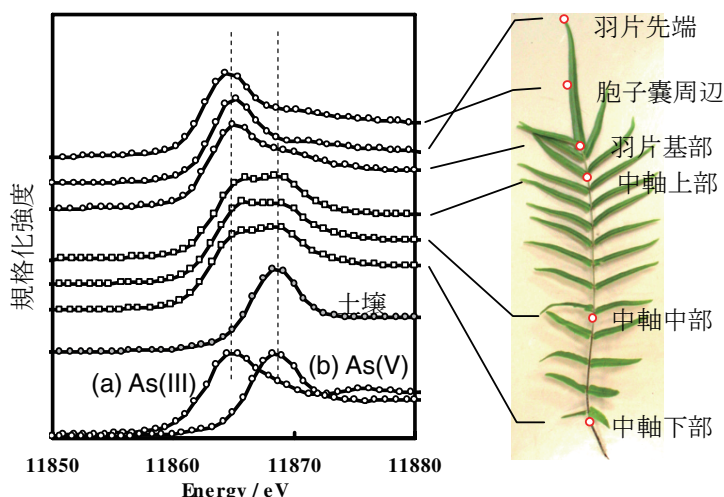 規格化強度
土壌
(a) As(III)
(b) As(V)
11850
11860
11870
11880
Energy / eV
羽片先端
胞子嚢周辺
羽片基部
中軸上部
中軸中部
中軸下部